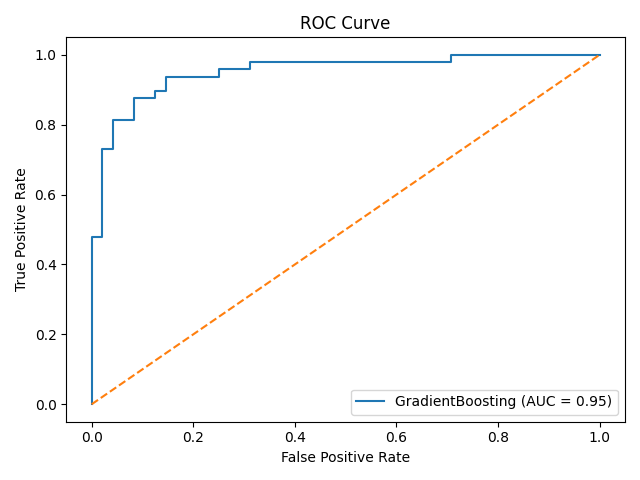 ROC Curve
1.0
0.8
0.6
0.4
0.2
0.0
True Positive Rate
GradientBoosting (AUC = 0.95)
0.0 0.2 0.4 0.6 0.8 1.0
False Positive Rate